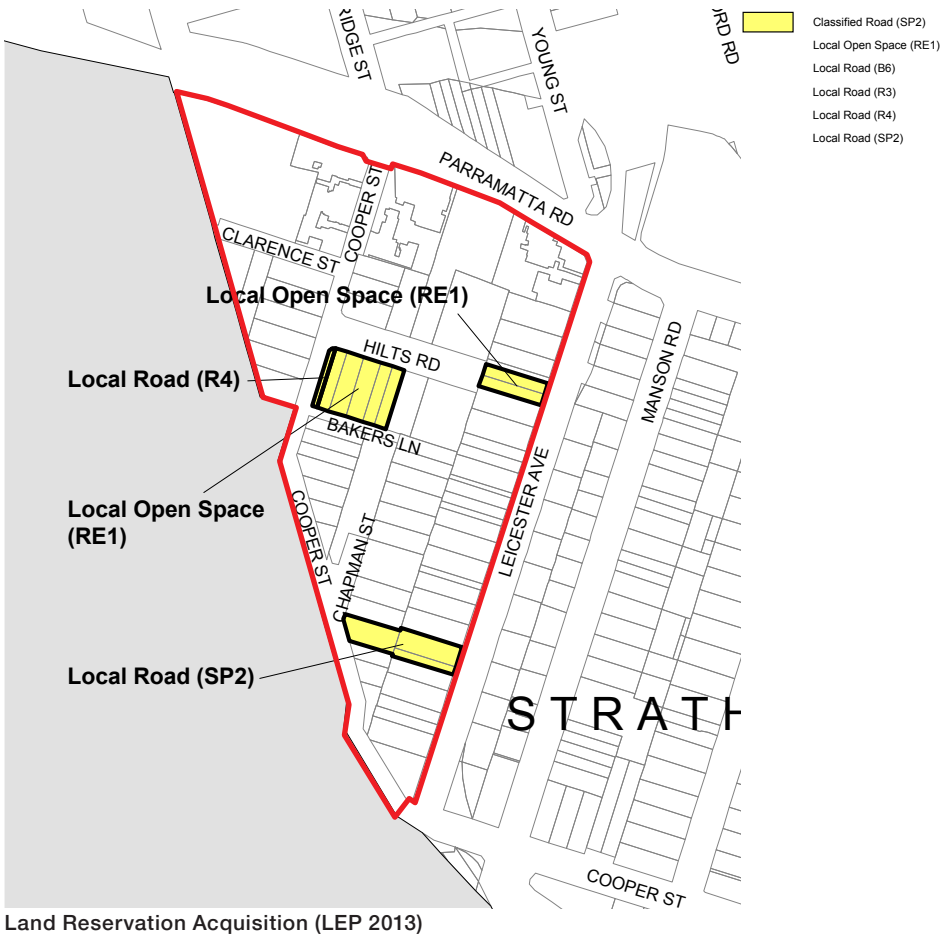 RIDGE ST
YOUNG ST
ORD RD
Classified Road (SP2)
Local Open Space (RE1)
Local Road (B6)
Local Road (R3)
Local Road (R4)
Local Road (SP2)
PARRAMATTA RD
COOPER ST
CLARENCE ST
Local Open Space (RE1)
HILTS RD
MANSON RD
Local Road (R4)
BAKERS LN
LEICESTER AVE
Local Open Space
(RE1)
COOPER ST
CHAPMAN ST
Local Road (SP2)
STRATH
COOPER ST
Land Reservation Acquisition (LEP 2013)